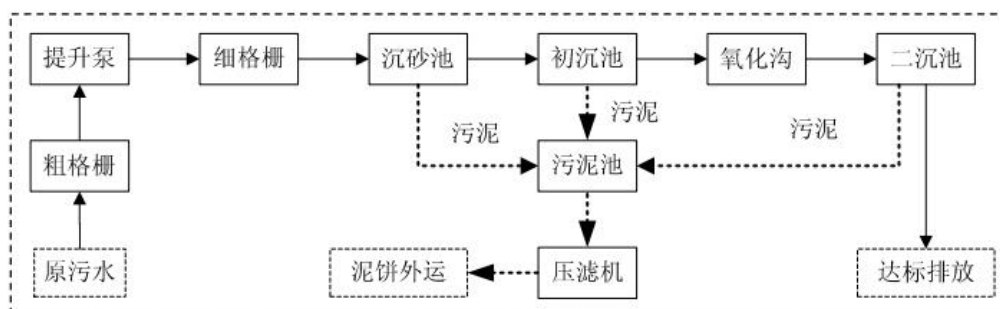 提升泵
细格栅
沉砂池
初沉池
氧化沟
二沉池
污泥
污泥
污泥
粗格栅
污泥池
原污水
泥饼外运
压滤机
达标排放